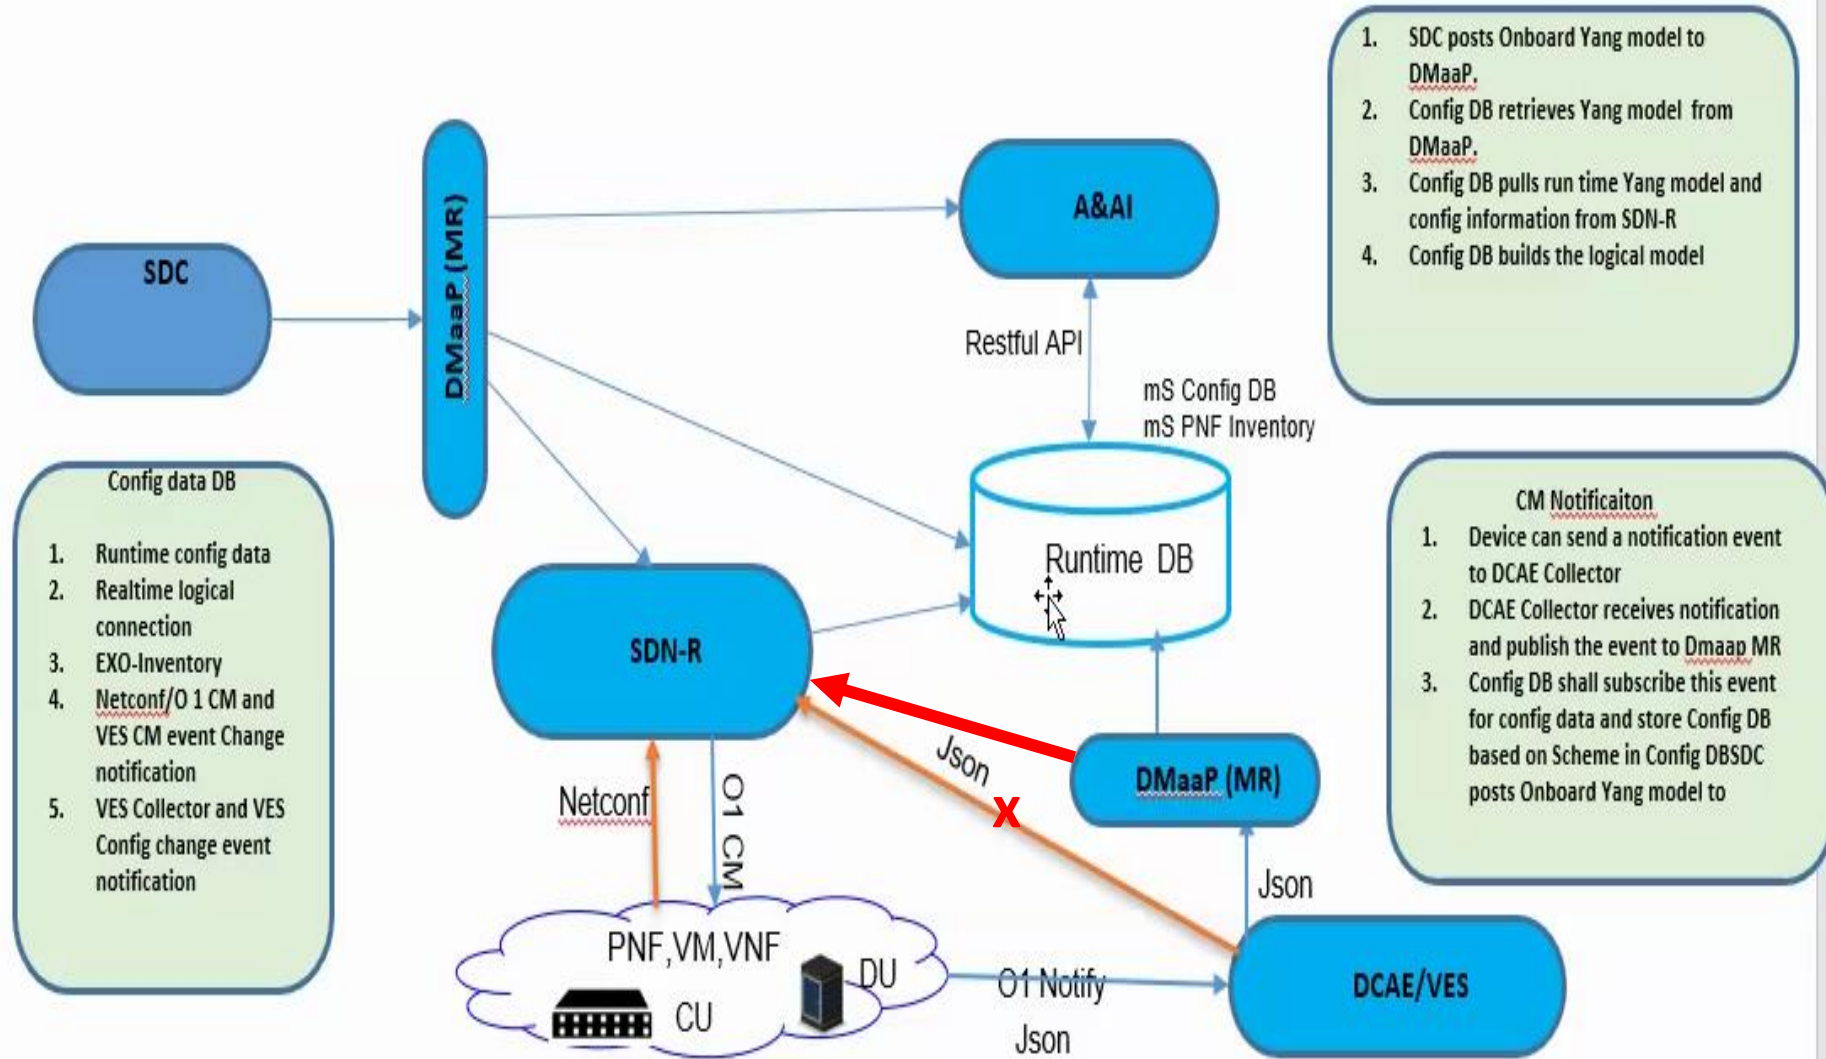 1. SDC posts Onboard Yang model to
DMaaP.
2. Config DB retrieves Yang model from
DMaaP.
3. Config DB pulls run time Yang model and
config information from SDN-R
4. Config DB builds the logical model
SDC
DMaaP (MR)
A&AI
Restful API
mS Config DB
mS PNF Inventory
Runtime DB
Config data DB
1. Runtime config data
2. Realtime logical
connection
3. EXO-Inventory
4. Netconf/O 1 CM and
VES CM event Change
notification
5. VES Collector and VES
Config change event
notification
CM Notificaiton
1. Device can send a notification event
to DCAE Collector
2. DCAE Collector receives notification
and publish the event to Dmaap MR
3. Config DB shall subscribe this event
for config data and store Config DB
based on Scheme in Config DBSDC
posts Onboard Yang model to
SDN-R
Json
X
DMaaP (MR)
Netconf
O1 CM
Json
PNF,VM,VNF
CU
DU
O1 Notify
Json
DCAE/VES